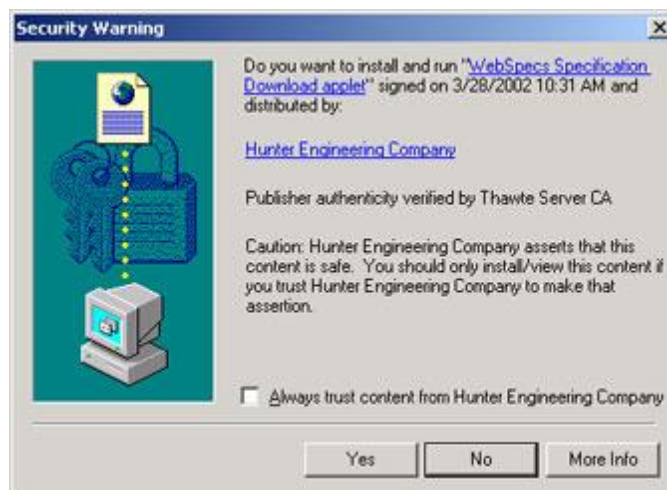 Security Warning
Do you want to install and run "WebSpecs Specification
Download applet" signed on 3/28/2002 10:31 AM and
distributed by:
Hunter Engineering Company
Publisher authenticity verified by Thawte Server CA
Caution: Hunter Engineering Company asserts that this
content is safe. You should only install/view this content if
you trust Hunter Engineering Company to make that
assertion.
Always trust content from Hunter Engineering Company
Yes No More Info